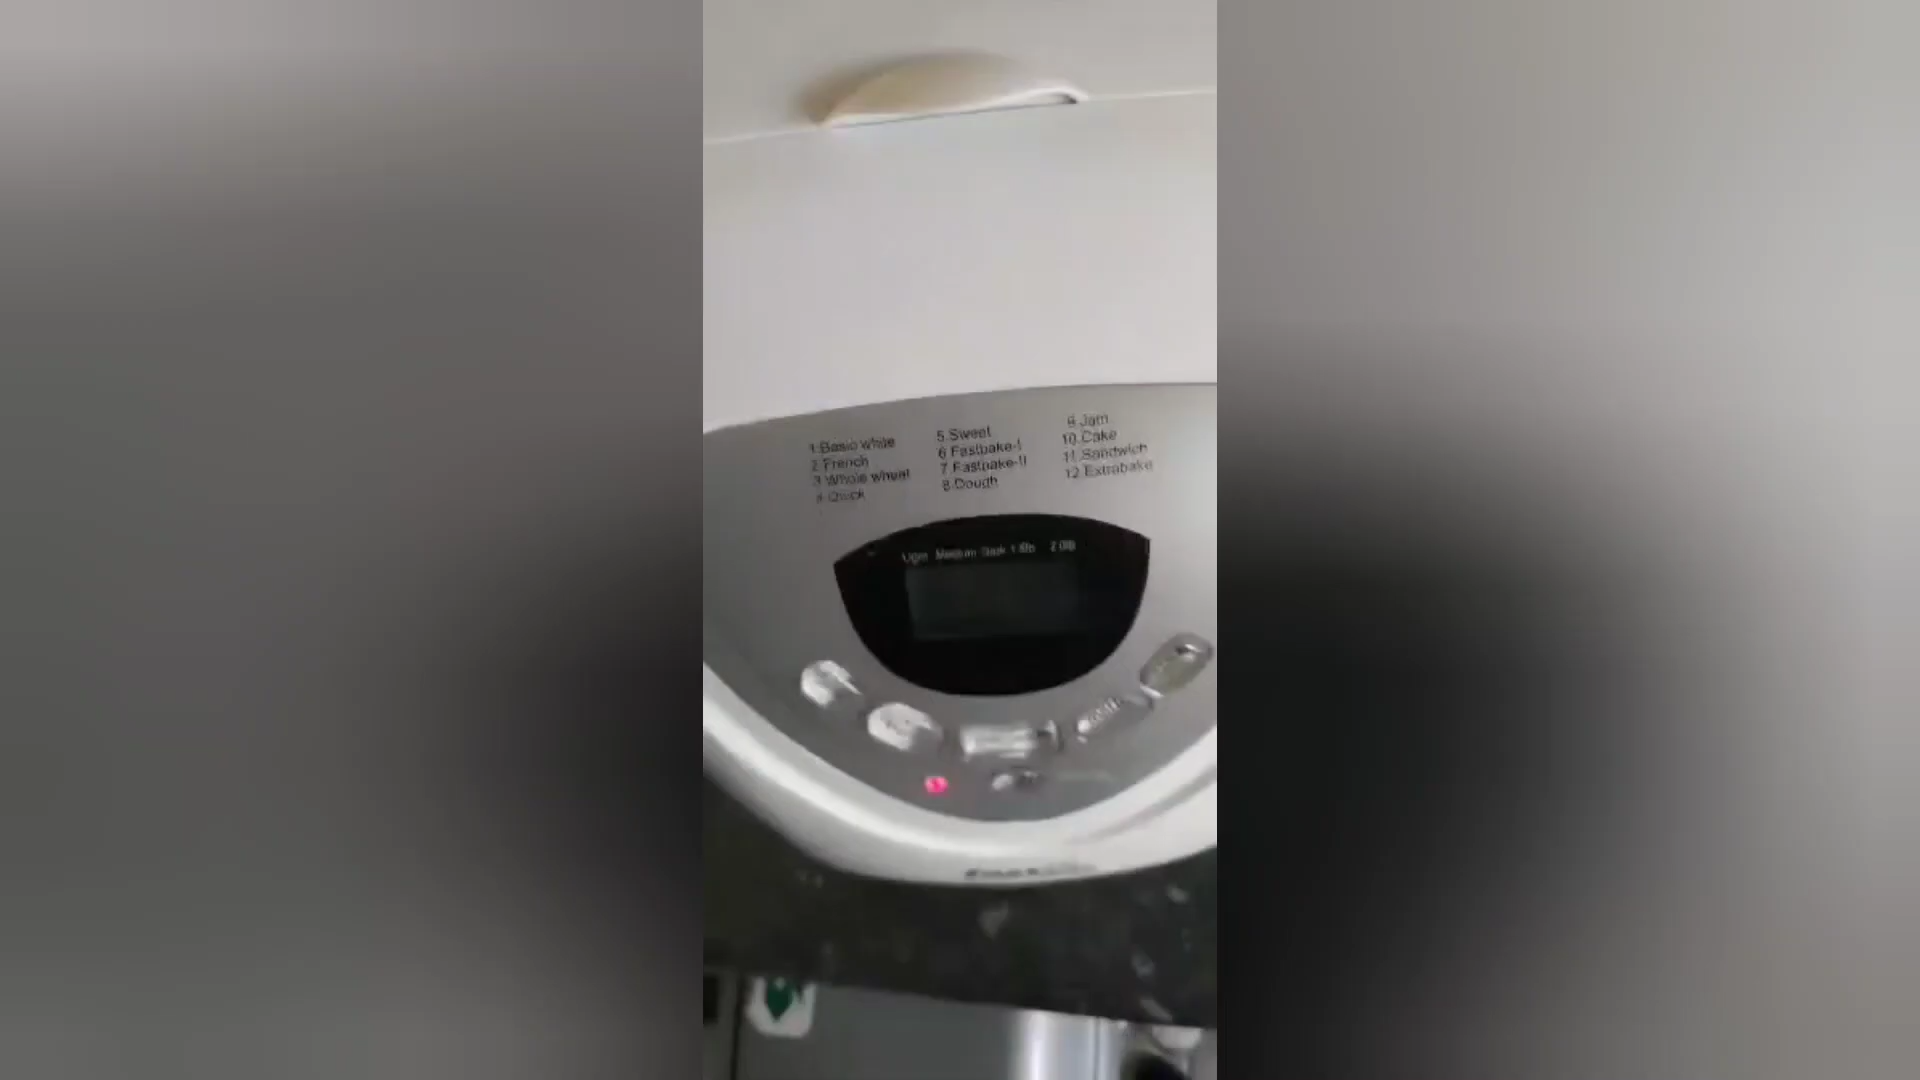 1.Basic white
2.French
3.Whole wheat
4.Quick
5.Sweet
6.Fastbake-I
7.Fastbake-II
8.Dough
9.Jam
10.Cake
11.Sandwich
12.Extrabake
Light Medium Dark 1.5lb 2.0lb